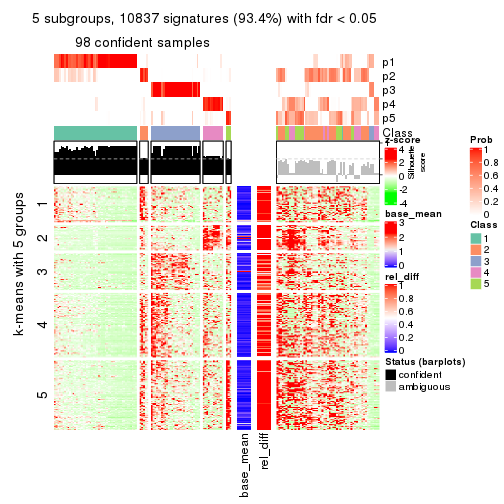 5 subgroups, 10837 signatures (93.4%) with fdr < 0.05
98 confident samples
p1
p2
p3
p4
p5
Class
Silhouette
score
k-means with 5 groups
1
2
3
4
5
base_mean
rel_diff
z-score
4
2
0
-2
-4
base_mean
3
2
1
0
rel_diff
1
0.8
0.6
0.4
0.2
0
Status (barplots)
confident
ambiguous
Prob
1
0.8
0.6
0.4
0.2
0
Class
1
2
3
4
5